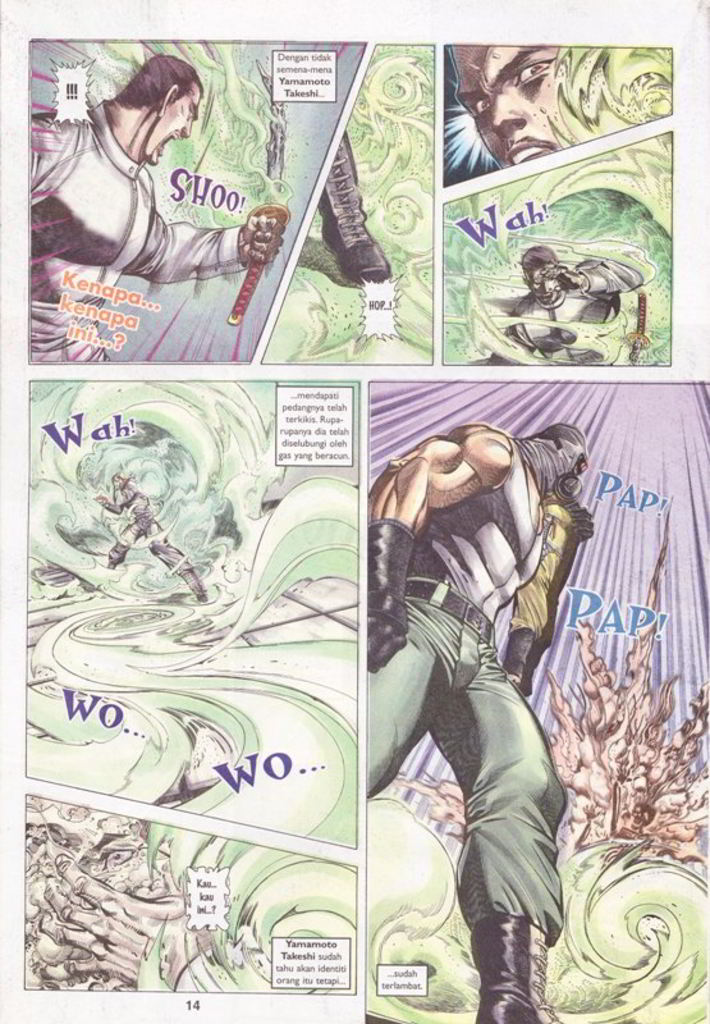 !!!
Dengan tidak
semena-mena
Yamamoto
Takeshi...
SHOO!
Kenapa...
kenapa
ini...?
HOP...!
Wah!
Wah!
...mendapati
pedangnya telah
terkikis. Rupa-
rupanya dia telah
diselubungi oleh
gas yang beracun.
WO...
WO...
PAP!
PAP!
Kau...
kau
ini...?
Yamamoto
Takeshi sudah
tahu akan identiti
orang itu tetapi...
...sudah
terlambat.
14